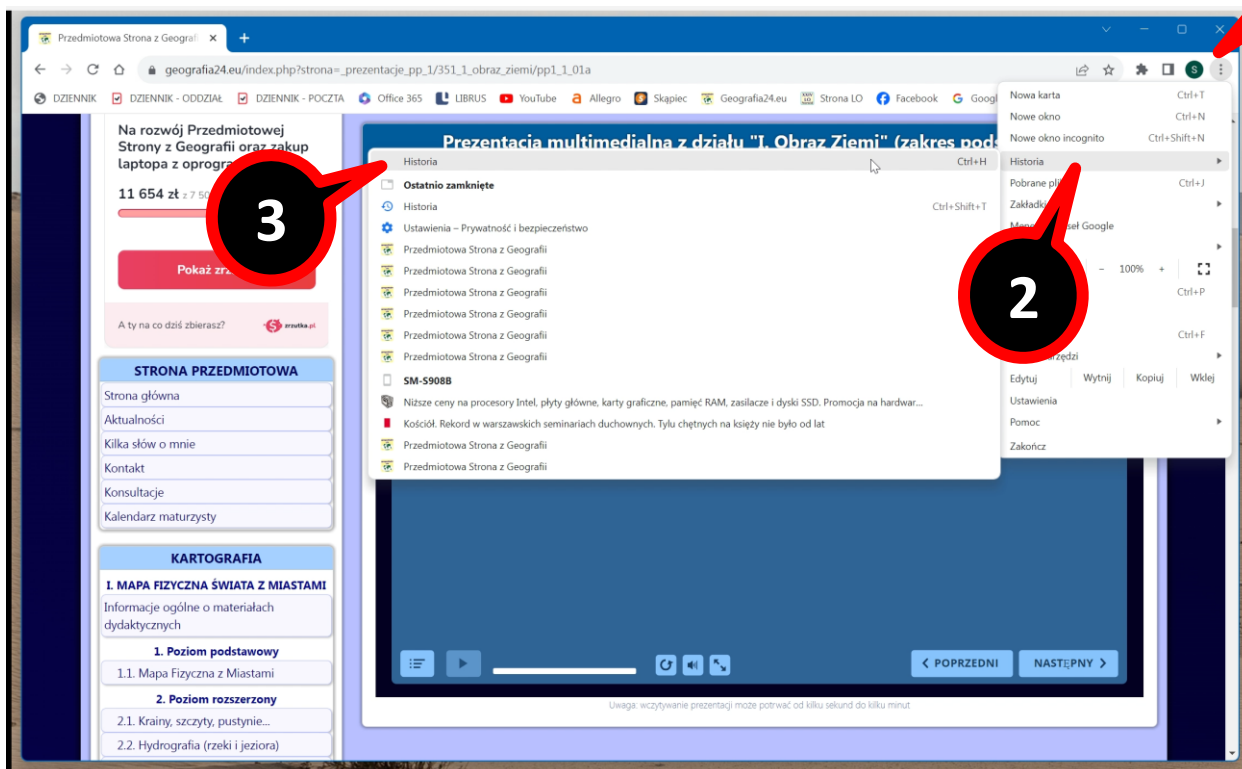 Przedmiotowa Strona z Geografi
geografia24.eu/index.php?strona=_prezentacje_pp_1/351_1_obraz_ziemi/pp1_1_01a
S
DZIENNIK DZIENNIK - ODDZIAŁ DZIENNIK - POCZTA Office 365 LIBRUS YouTube Allegro Skąpiec Geografia24.eu Strona LO Facebook Googl
Na rozwój Przedmiotowej
Strony z Geografii oraz zakup
laptopa z oprogra
11 654 zł z 7 50
Pokaż zrz
A ty na co dziś zbierasz? zrzutka.pl
STRONA PRZEDMIOTOWA
Strona główna
Aktualności
Kilka słów o mnie
Kontakt
Konsultacje
Kalendarz maturzysty
KARTOGRAFIA
I. MAPA FIZYCZNA ŚWIATA Z MIASTAMI
Informacje ogólne o materiałach
dydaktycznych
1. Poziom podstawowy
1.1. Mapa Fizyczna z Miastami
2. Poziom rozszerzony
2.1. Krainy, szczyty, pustynie...
2.2. Hydrografia (rzeki i jeziora)
Prezentacja multimedialna z działu "I. Obraz Ziemi" (zakres pods
Historia Ctrl+H
Ostatnio zamknięte
Historia Ctrl+Shift+T
Ustawienia – Prywatność i bezpieczeństwo
Przedmiotowa Strona z Geografii
Przedmiotowa Strona z Geografii
Przedmiotowa Strona z Geografii
Przedmiotowa Strona z Geografii
Przedmiotowa Strona z Geografii
Przedmiotowa Strona z Geografii
SM-S908B
Niższe ceny na procesory Intel, płyty główne, karty graficzne, pamięć RAM, zasilacze i dyski SSD. Promocja na hardwar...
Kościół. Rekord w warszawskich seminariach duchownych. Tylu chętnych na księży nie było od lat
Przedmiotowa Strona z Geografii
Przedmiotowa Strona z Geografii
3
Nowa karta Ctrl+T
Nowe okno Ctrl+N
Nowe okno incognito Ctrl+Shift+N
Historia
Pobrane pli Ctrl+J
Zakładki
seł Google
- 100% +
Ctrl+P
Ctrl+F
Edytuj Wytnij Kopiuj Wklej
Ustawienia
Pomoc
Zakończ
2
POPRZEDNI NASTĘPNY
Uwaga: wczytywanie prezentacji może potrwać od kilku sekund do kilku minut